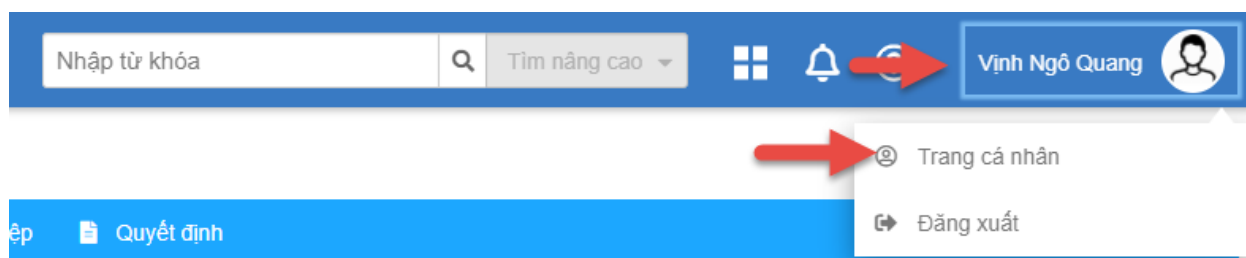 Nhập từ khóa
Tìm nâng cao
Vịnh Ngô Quang
Trang cá nhân
ệp
Quyết định
Đăng xuất